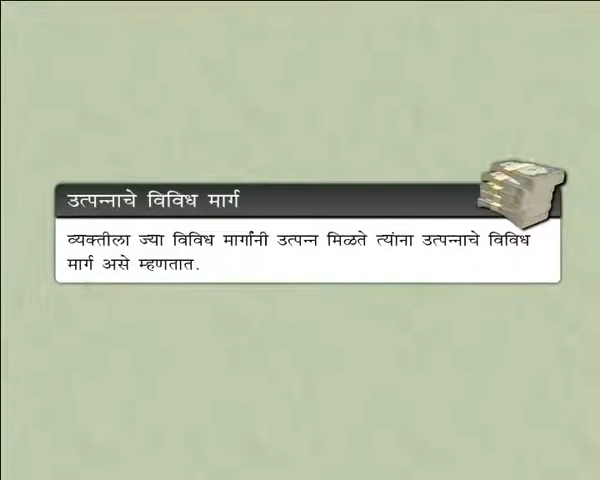 उत्पन्नाचे विविध मार्ग
व्यक्तीला ज्या विविध मार्गांनी उत्पन्न मिळते त्यांना उत्पन्नाचे विविध
मार्ग असे म्हणतात.